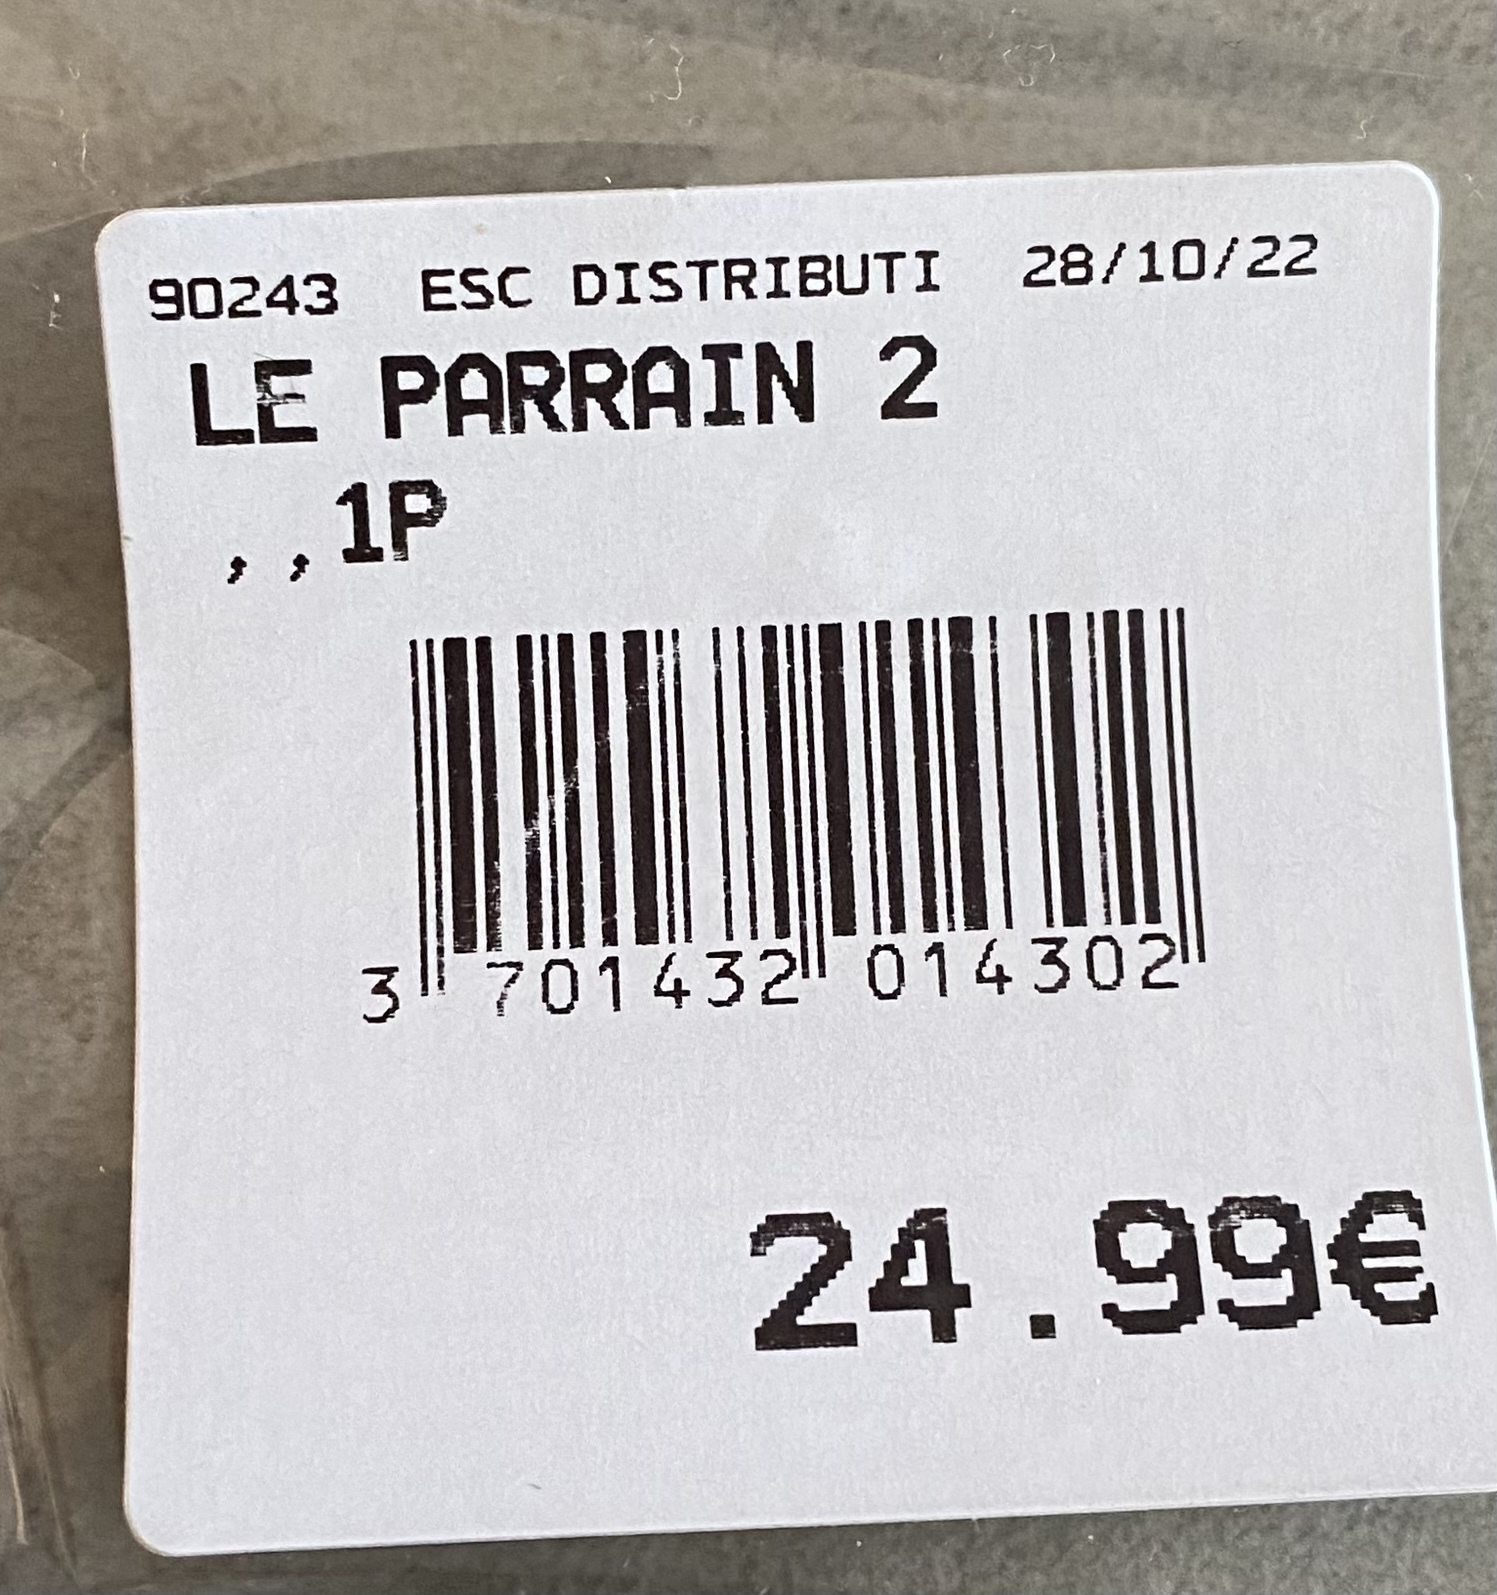 90243 ESC DISTRIBUTI 28/10/22
LE PARRAIN 2
,,1P
3 701432 014302
24.99€